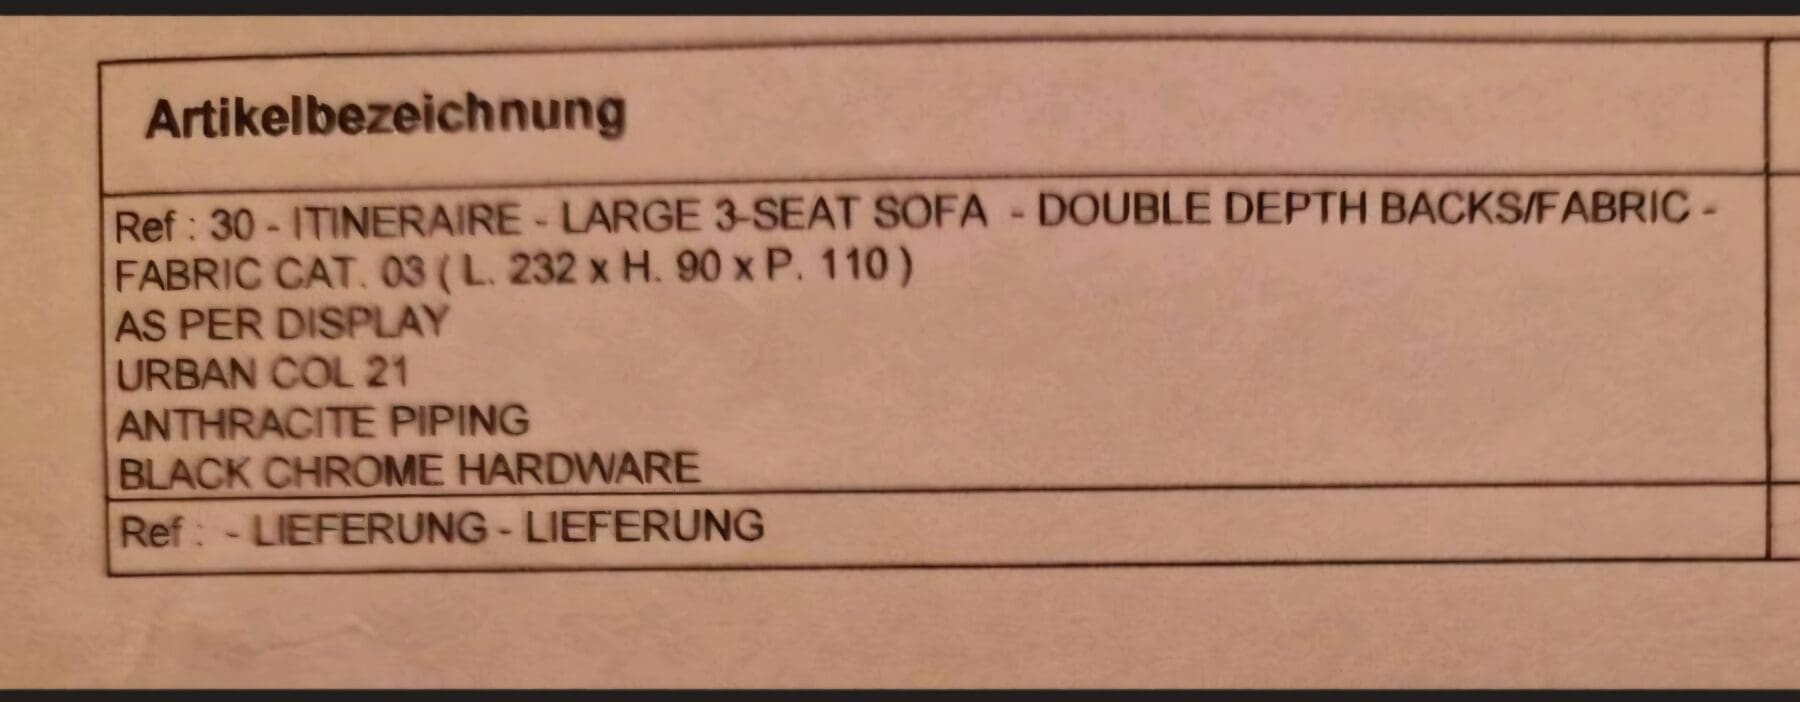 Artikelbezeichnung
Ref : 30 - ITINERAIRE - LARGE 3-SEAT SOFA - DOUBLE DEPTH BACKS/FABRIC -
FABRIC CAT. 03 ( L. 232 x H. 90 x P. 110 )
AS PER DISPLAY
URBAN COL 21
ANTHRACITE PIPING
BLACK CHROME HARDWARE
Ref : - LIEFERUNG - LIEFERUNG